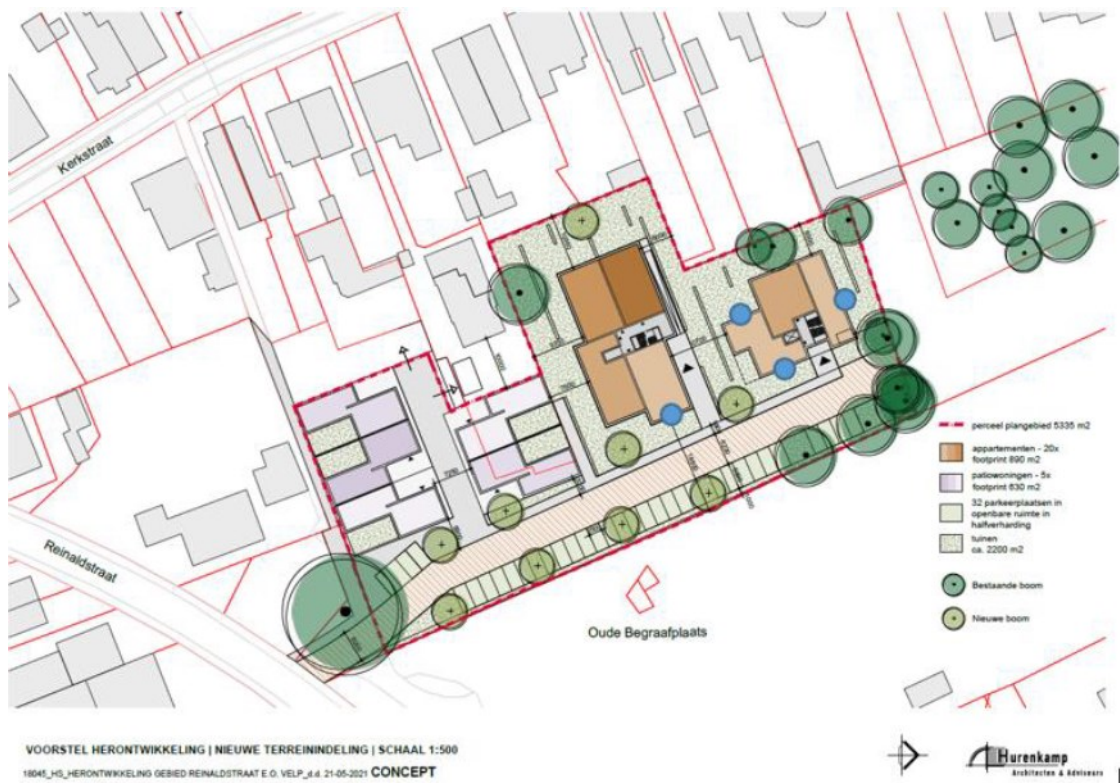 Kerkstraat
Reinaldstraat
Oude Begraafplaats
perceel plangebied 5335 m2
appartementen - 20x
footprint 890 m2
patiowoningen - 5x
footprint 630 m2
32 parkeerplaatsen in
openbare ruimte in
halfverharding
tuinen
ca. 2200 m2
Bestaande boom
Nieuwe boom
VOORSTEL HERONTWIKKELING | NIEUWE TERREININDELING | SCHAAL 1:500
18045_HS_HERONTWIKKELING GEBIED REINALDSTRAAT E.O. VELP_d.d. 21-05-2021 CONCEPT
Hurenkamp
Architecten & Adviseurs